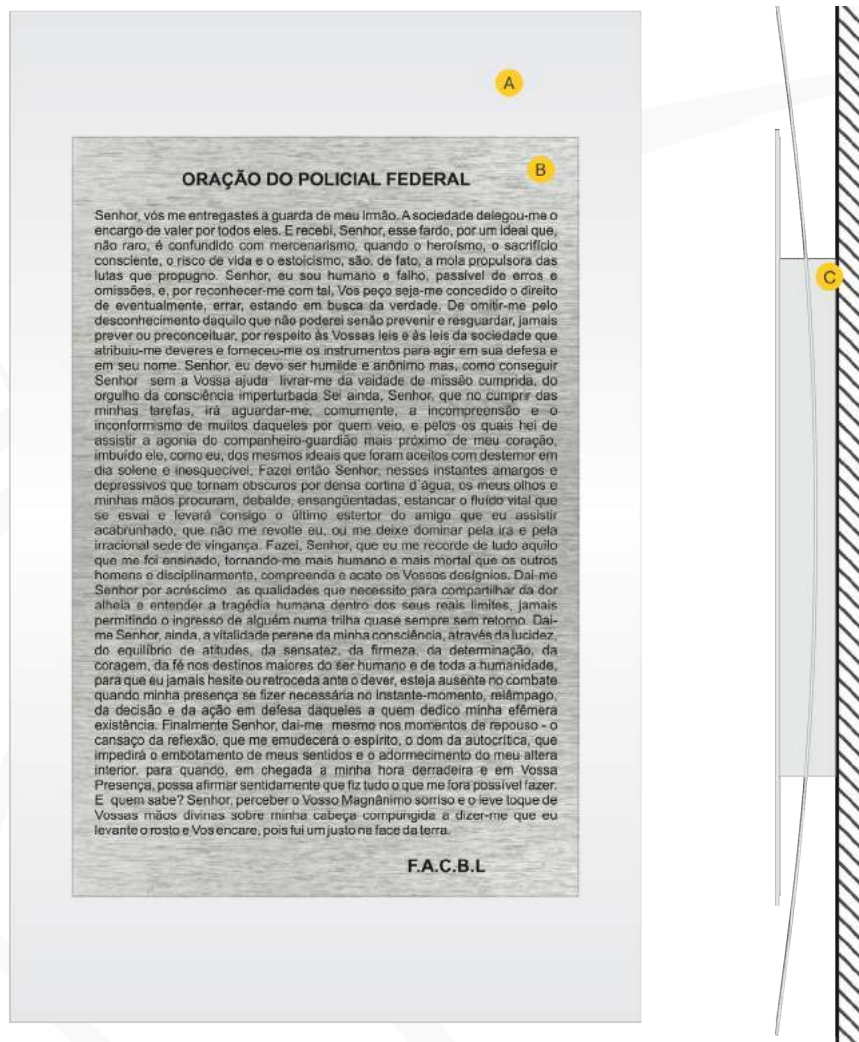 A
B
ORAÇÃO DO POLICIAL FEDERAL
Senhor, vós me entregastes a guarda de meu irmão. A sociedade delegou-me o
encargo de valer por todos eles. E recebi, Senhor, esse fardo, por um ideal que,
não raro, é confundido com mercenarismo, quando o heroísmo, o sacrifício
consciente, o risco de vida e o estoicismo, são, de fato, a mola propulsora das
lutas que propugno. Senhor, eu sou humano e falho, passível de erros e
omissões, e, por reconhecer-me com tal, Vos peço seja-me concedido o direito
de eventualmente, errar, estando em busca da verdade. De omitir-me pelo
desconhecimento daquilo que não poderei senão prevenir e resguardar, jamais
prever ou preconceituar, por respeito às Vossas leis e às leis da sociedade que
atribuiu-me deveres e forneceu-me os instrumentos para agir em sua defesa e
em seu nome. Senhor, eu devo ser humilde e anônimo mas, como conseguir
Senhor sem a Vossa ajuda livrar-me da vaidade de missão cumprida, do
orgulho da consciência imperturbada Sei ainda, Senhor, que no cumprir das
minhas tarefas, irá aguardar-me, comumente, a incompreensão e o
inconformismo de muitos daqueles por quem veio, e pelos os quais hei de
assistir a agonia do companheiro-guardião mais próximo de meu coração,
imbuído ele, como eu, dos mesmos ideais que foram aceitos com destemor em
dia solene e inesquecível, Fazei então Senhor, nesses instantes amargos e
depressivos que tornam obscuros por densa cortina d´água, os meus olhos e
minhas mãos procuram, debalde, ensangüentadas, estancar o fluído vital que
se esvai e levará consigo o último estertor do amigo que eu assistir
acabrunhado, que não me revolte eu, ou me deixe dominar pela ira e pela
irracional sede de vingança. Fazei, Senhor, que eu me recorde de tudo aquilo
que me foi ensinado, tornando-me mais humano e mais mortal que os outros
homens e disciplinarmente, compreenda e acate os Vossos desígnios. Dai-me
Senhor por acréscimo as qualidades que necessito para compartilhar da dor
alheia e entender a tragédia humana dentro dos seus reais limites, jamais
permitindo o ingresso de alguém numa trilha quase sempre sem retorno. Dai-
me Senhor, ainda, a vitalidade perene da minha consciência, através da lucidez,
do equilíbrio de atitudes, da sensatez, da firmeza, da determinação, da
coragem, da fé nos destinos maiores do ser humano e de toda a humanidade,
para que eu jamais hesite ou retroceda ante o dever, esteja ausente no combate
quando minha presença se fizer necessária no instante-momento, relâmpago,
da decisão e da ação em defesa daqueles a quem dedico minha efêmera
existência. Finalmente Senhor, dai-me mesmo nos momentos de repouso - o
cansaço da reflexão, que me emudecerá o espírito, o dom da autocrítica, que
impedirá o embotamento de meus sentidos e o adormecimento do meu altera
interior, para quando, em chegada a minha hora derradeira e em Vossa
Presença, possa afirmar sentidamente que fiz tudo o que me fora possível fazer.
E quem sabe? Senhor, perceber o Vosso Magnânimo sorriso e o leve toque de
Vossas mãos divinas sobre minha cabeça compungida a dizer-me que eu
levante o rosto e Vos encare, pois fui um justo na face da terra.
F.A.C.B.L
C